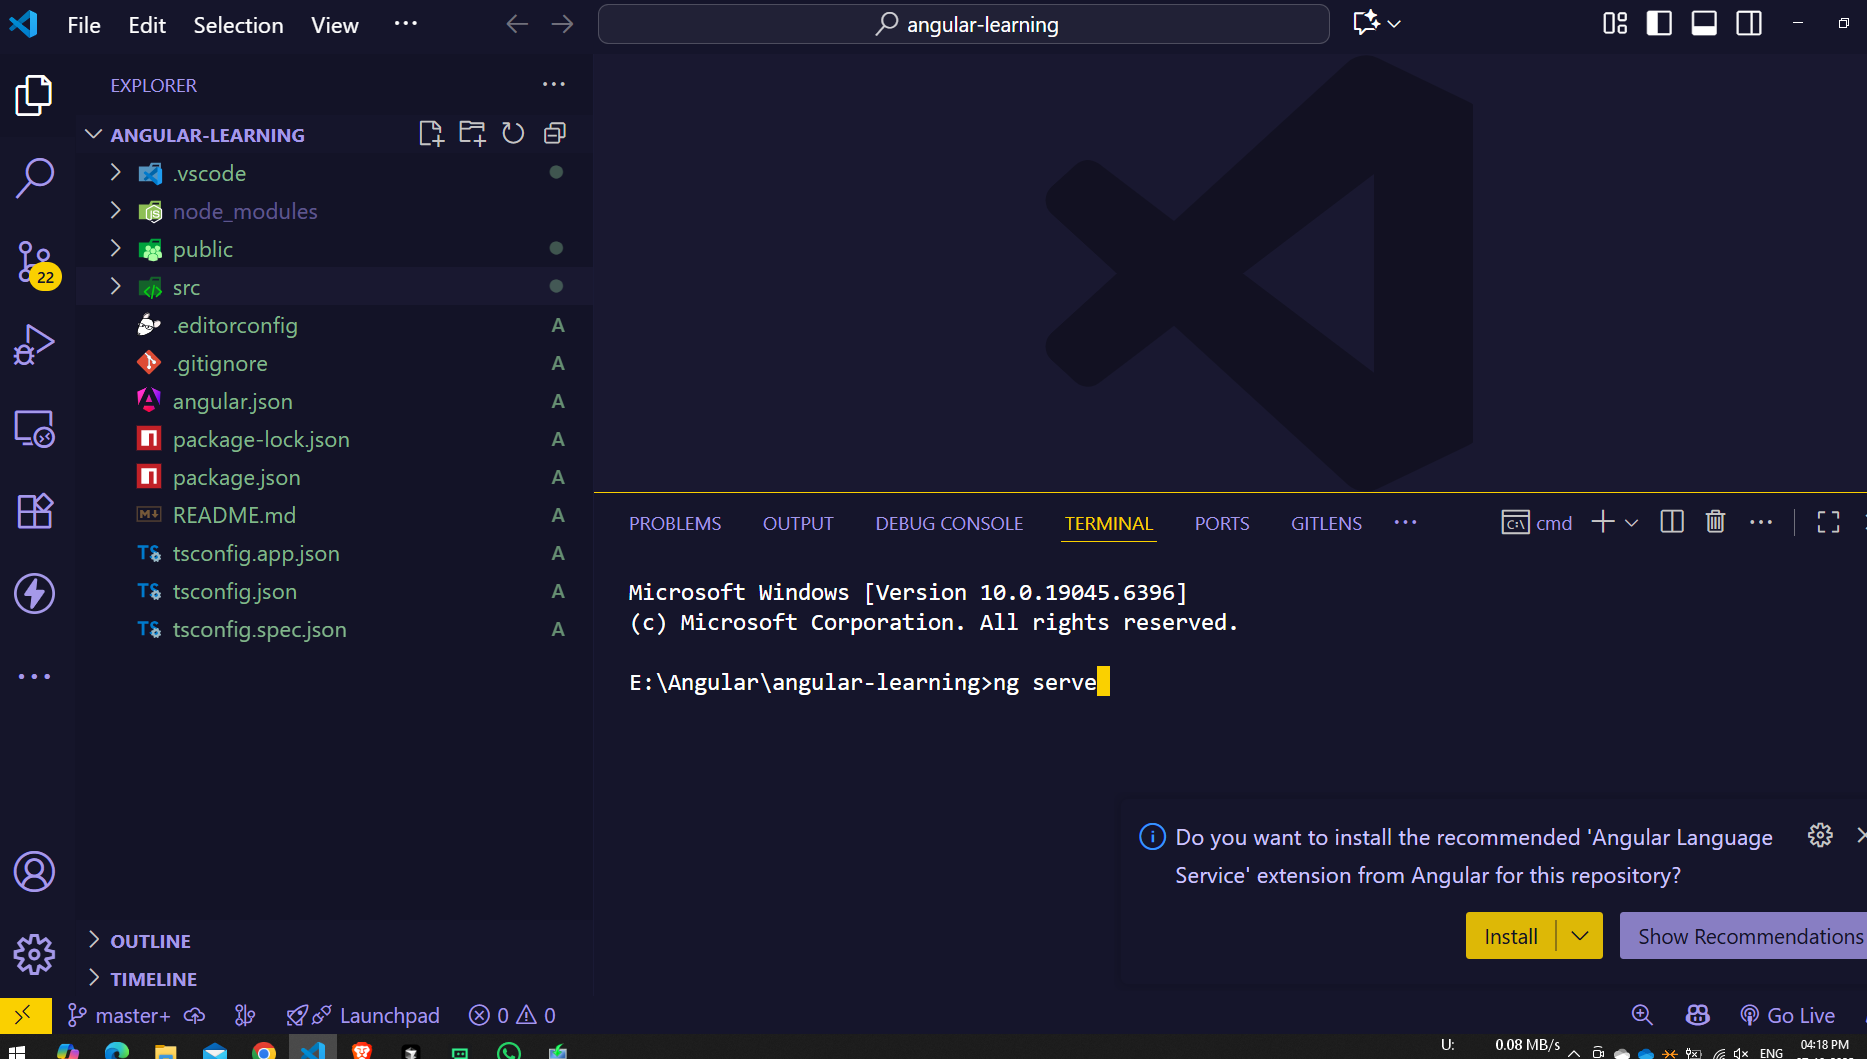 File Edit Selection View ···
angular-learning
EXPLORER
ANGULAR-LEARNING
.vscode
node_modules
public
src
.editorconfig A
.gitignore A
angular.json A
package-lock.json A
package.json A
README.md A
tsconfig.app.json A
tsconfig.json A
tsconfig.spec.json A
OUTLINE
TIMELINE
22
PROBLEMS OUTPUT DEBUG CONSOLE TERMINAL PORTS GITLENS ···
cmd
Microsoft Windows [Version 10.0.19045.6396]
(c) Microsoft Corporation. All rights reserved.
E:\Angular\angular-learning>ng serve
Do you want to install the recommended 'Angular Language
Service' extension from Angular for this repository?
Install Show Recommendations
master+ Launchpad 0 0 Go Live
U: 0.08 MB/s ENG 04:18 PM